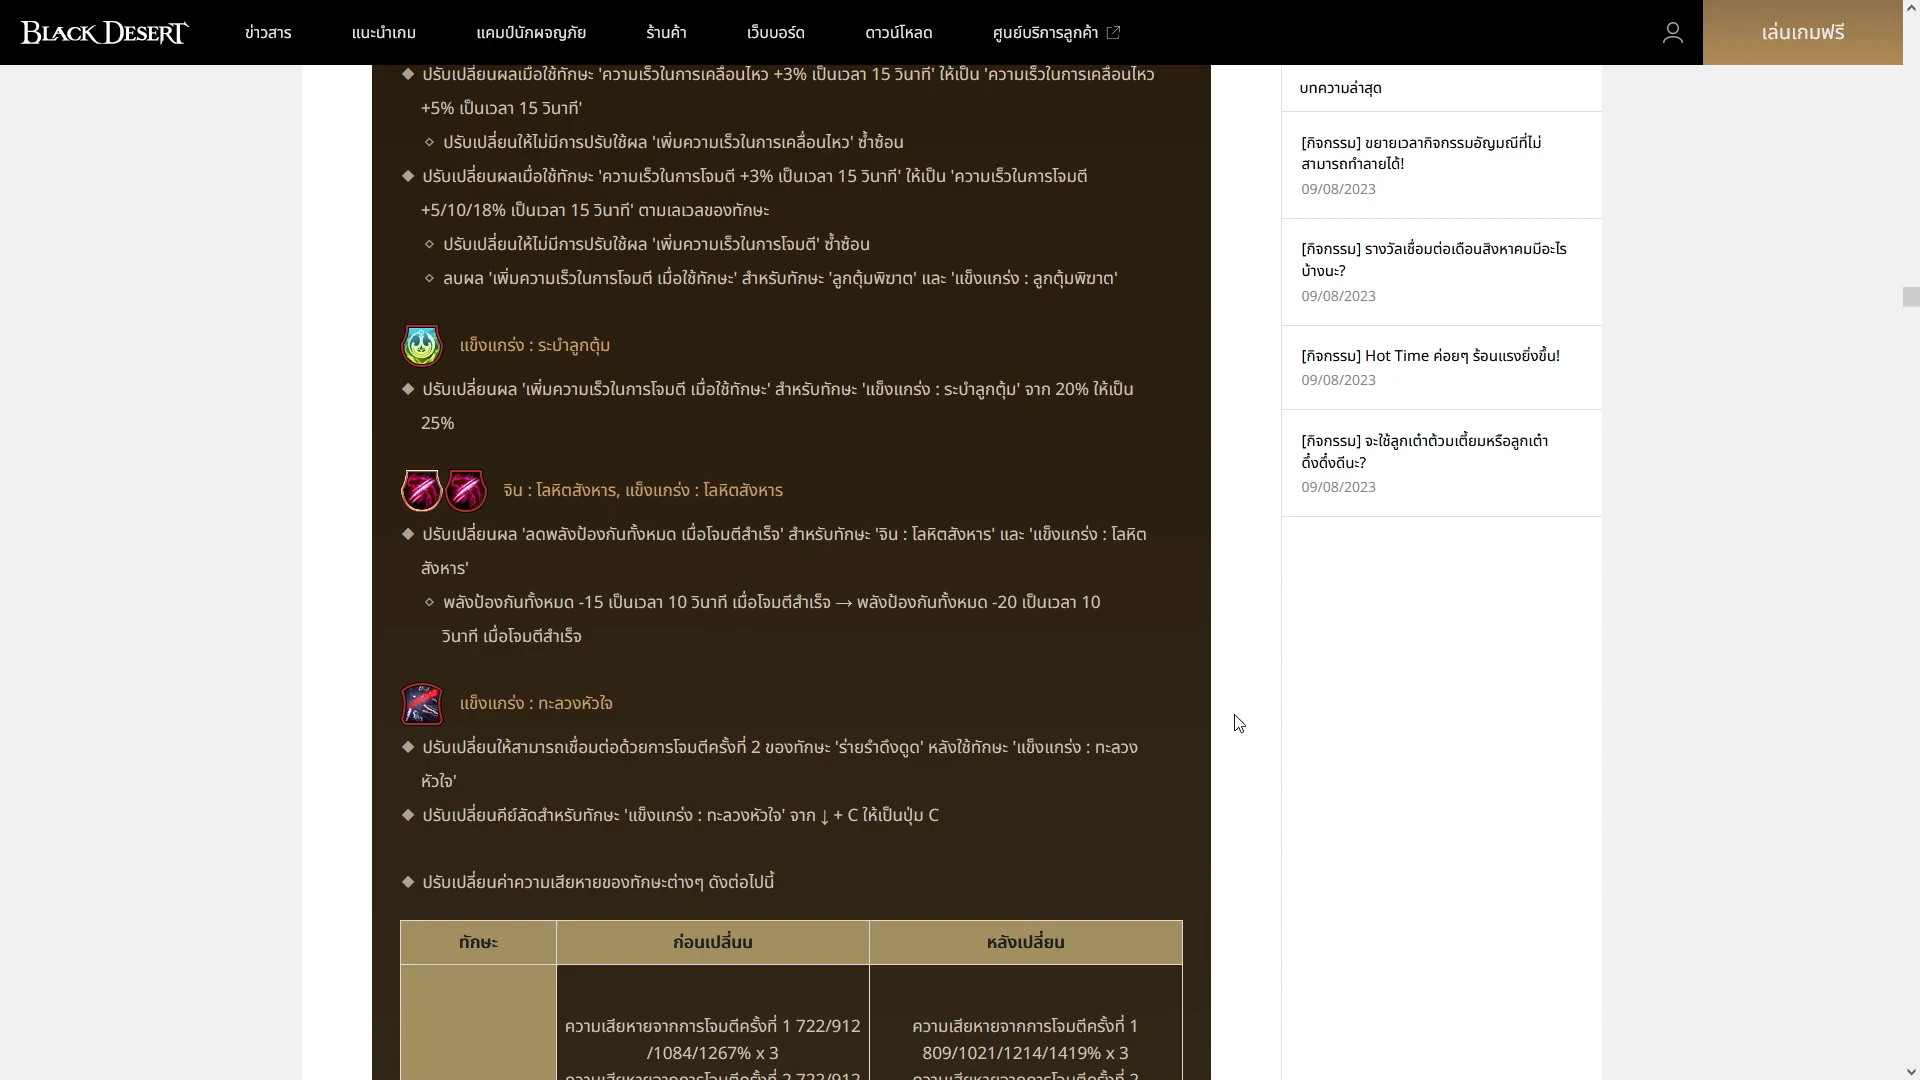 BLACK DESERT
ข่าวสาร
แนะนำเกม
แคมป์นักผจญภัย
ร้านค้า
เว็บบอร์ด
ดาวน์โหลด
ศูนย์บริการลูกค้า
เล่นเกมฟรี
ปรับเปลี่ยนผลเมื่อใช้ทักษะ 'ความเร็วในการเคลื่อนไหว +3% เป็นเวลา 15 วินาที' ให้เป็น 'ความเร็วในการเคลื่อนไหว
+5% เป็นเวลา 15 วินาที'
ปรับเปลี่ยนให้ไม่มีการปรับใช้ผล 'เพิ่มความเร็วในการเคลื่อนไหว' ซ้ำซ้อน
ปรับเปลี่ยนผลเมื่อใช้ทักษะ 'ความเร็วในการโจมตี +3% เป็นเวลา 15 วินาที' ให้เป็น 'ความเร็วในการโจมตี
+5/10/18% เป็นเวลา 15 วินาที' ตามเลเวลของทักษะ
ปรับเปลี่ยนให้ไม่มีการปรับใช้ผล 'เพิ่มความเร็วในการโจมตี' ซ้ำซ้อน
ลบผล 'เพิ่มความเร็วในการโจมตี เมื่อใช้ทักษะ' สำหรับทักษะ 'ลูกตุ้มพิฆาต' และ 'แข็งแกร่ง : ลูกตุ้มพิฆาต'
แข็งแกร่ง : ระบำลูกตุ้ม
ปรับเปลี่ยนผล 'เพิ่มความเร็วในการโจมตี เมื่อใช้ทักษะ' สำหรับทักษะ 'แข็งแกร่ง : ระบำลูกตุ้ม' จาก 20% ให้เป็น
25%
จิน : โลหิตสังหาร, แข็งแกร่ง : โลหิตสังหาร
ปรับเปลี่ยนผล 'ลดพลังป้องกันทั้งหมด เมื่อโจมตีสำเร็จ' สำหรับทักษะ 'จิน : โลหิตสังหาร' และ 'แข็งแกร่ง : โลหิต
สังหาร'
พลังป้องกันทั้งหมด -15 เป็นเวลา 10 วินาที เมื่อโจมตีสำเร็จ → พลังป้องกันทั้งหมด -20 เป็นเวลา 10
วินาที เมื่อโจมตีสำเร็จ
แข็งแกร่ง : ทะลวงหัวใจ
ปรับเปลี่ยนให้สามารถเชื่อมต่อด้วยการโจมตีครั้งที่ 2 ของทักษะ 'ร่ายรำดึงดูด' หลังใช้ทักษะ 'แข็งแกร่ง : ทะลวง
หัวใจ'
ปรับเปลี่ยนคีย์ลัดสำหรับทักษะ 'แข็งแกร่ง : ทะลวงหัวใจ' จาก ↓ + C ให้เป็นปุ่ม C
ปรับเปลี่ยนค่าความเสียหายของทักษะต่างๆ ดังต่อไปนี้
ทักษะ
ก่อนเปลี่นน
หลังเปลี่ยน
ความเสียหายจากการโจมตีครั้งที่ 1 722/912
/1084/1267% x 3
ความเสียหายจากการโจมตีครั้งที่ 2 722/912
ความเสียหายจากการโจมตีครั้งที่ 1
809/1021/1214/1419% x 3
ความเสียหายจากการโจมตีครั้งที่ 2
บทความล่าสุด
[กิจกรรม] ขยายเวลากิจกรรมอัญมณีที่ไม่
สามารถทำลายได้!
09/08/2023
[กิจกรรม] รางวัลเชื่อมต่อเดือนสิงหาคมมีอะไร
บ้างนะ?
09/08/2023
[กิจกรรม] Hot Time ค่อยๆ ร้อนแรงยิ่งขึ้น!
09/08/2023
[กิจกรรม] จะใช้ลูกเต๋าต้วมเตี้ยมหรือลูกเต๋า
ดึ๋งดึ๋งดีนะ?
09/08/2023